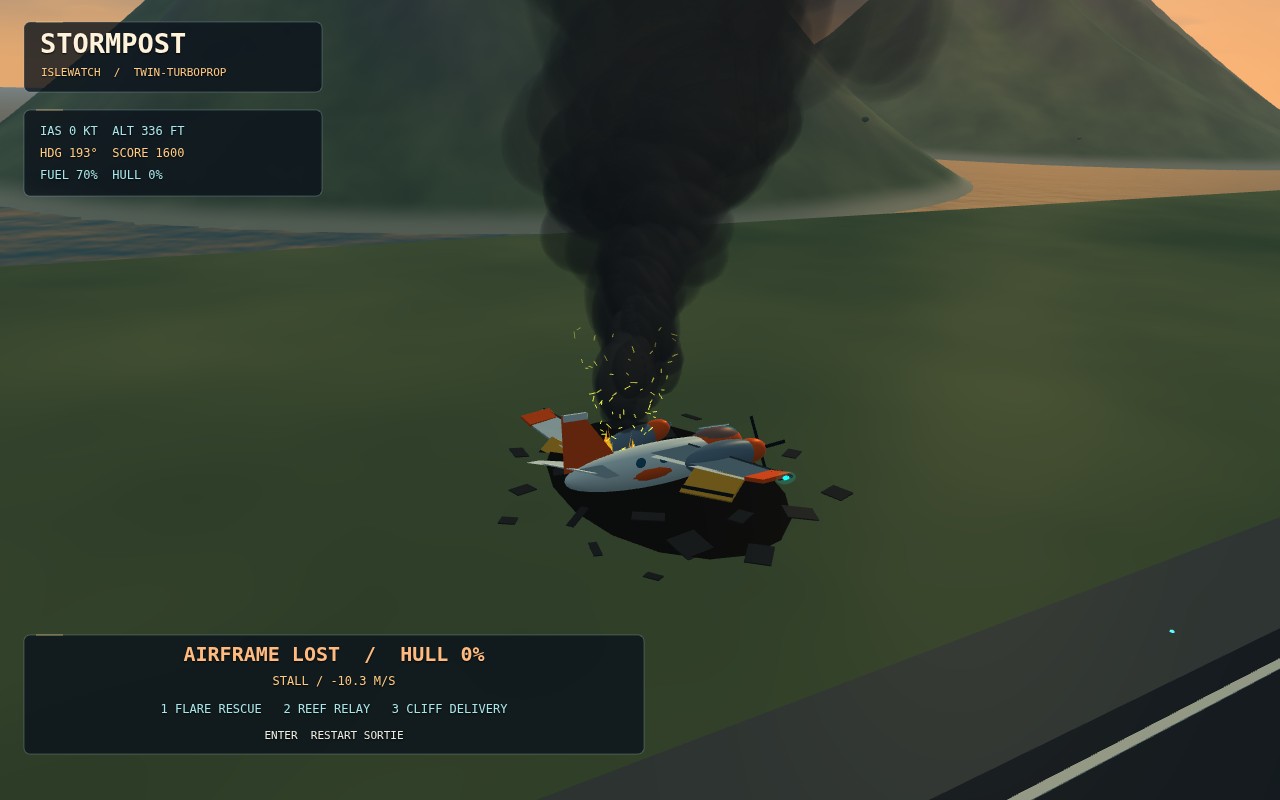 STORMPOST
ISLEWATCH / TWIN-TURBOPROP
IAS 0 KT ALT 336 FT
HDG 193° SCORE 1600
FUEL 70% HULL 0%
AIRFRAME LOST / HULL 0%
STALL / -10.3 M/S
1 FLARE RESCUE 2 REEF RELAY 3 CLIFF DELIVERY
ENTER RESTART SORTIE